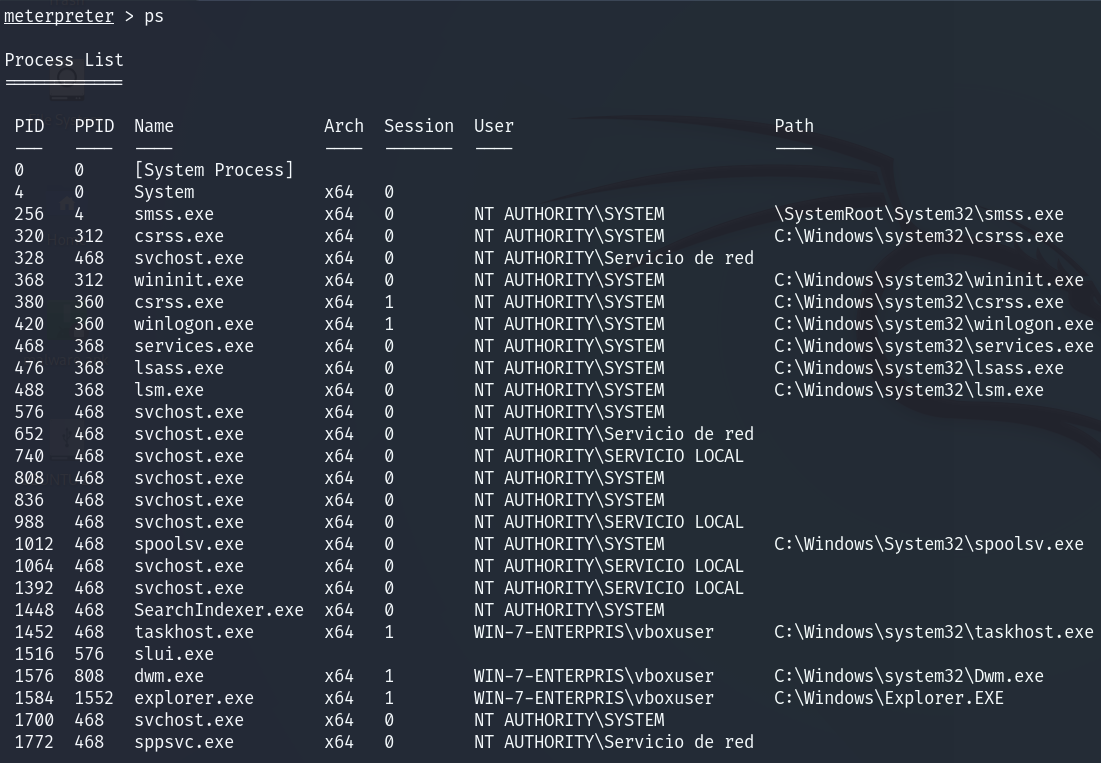 meterpreter > ps
Process List
============
PID PPID Name Arch Session User Path
--- ---- ---- ---- ------- ---- ----
0 0 [System Process]
4 0 System x64 0
256 4 smss.exe x64 0 NT AUTHORITY\SYSTEM \SystemRoot\System32\smss.exe
320 312 csrss.exe x64 0 NT AUTHORITY\SYSTEM C:\Windows\system32\csrss.exe
328 468 svchost.exe x64 0 NT AUTHORITY\Servicio de red
368 312 wininit.exe x64 0 NT AUTHORITY\SYSTEM C:\Windows\system32\wininit.exe
380 360 csrss.exe x64 1 NT AUTHORITY\SYSTEM C:\Windows\system32\csrss.exe
420 360 winlogon.exe x64 1 NT AUTHORITY\SYSTEM C:\Windows\system32\winlogon.exe
468 368 services.exe x64 0 NT AUTHORITY\SYSTEM C:\Windows\system32\services.exe
476 368 lsass.exe x64 0 NT AUTHORITY\SYSTEM C:\Windows\system32\lsass.exe
488 368 lsm.exe x64 0 NT AUTHORITY\SYSTEM C:\Windows\system32\lsm.exe
576 468 svchost.exe x64 0 NT AUTHORITY\SYSTEM
652 468 svchost.exe x64 0 NT AUTHORITY\Servicio de red
740 468 svchost.exe x64 0 NT AUTHORITY\SERVICIO LOCAL
808 468 svchost.exe x64 0 NT AUTHORITY\SYSTEM
836 468 svchost.exe x64 0 NT AUTHORITY\SYSTEM
988 468 svchost.exe x64 0 NT AUTHORITY\SERVICIO LOCAL
1012 468 spoolsv.exe x64 0 NT AUTHORITY\SYSTEM C:\Windows\System32\spoolsv.exe
1064 468 svchost.exe x64 0 NT AUTHORITY\SERVICIO LOCAL
1392 468 svchost.exe x64 0 NT AUTHORITY\SERVICIO LOCAL
1448 468 SearchIndexer.exe x64 0 NT AUTHORITY\SYSTEM
1452 468 taskhost.exe x64 1 WIN-7-ENTERPRIS\vboxuser C:\Windows\system32\taskhost.exe
1516 576 slui.exe
1576 808 dwm.exe x64 1 WIN-7-ENTERPRIS\vboxuser C:\Windows\system32\Dwm.exe
1584 1552 explorer.exe x64 1 WIN-7-ENTERPRIS\vboxuser C:\Windows\Explorer.EXE
1700 468 svchost.exe x64 0 NT AUTHORITY\SYSTEM
1772 468 sppsvc.exe x64 0 NT AUTHORITY\Servicio de red